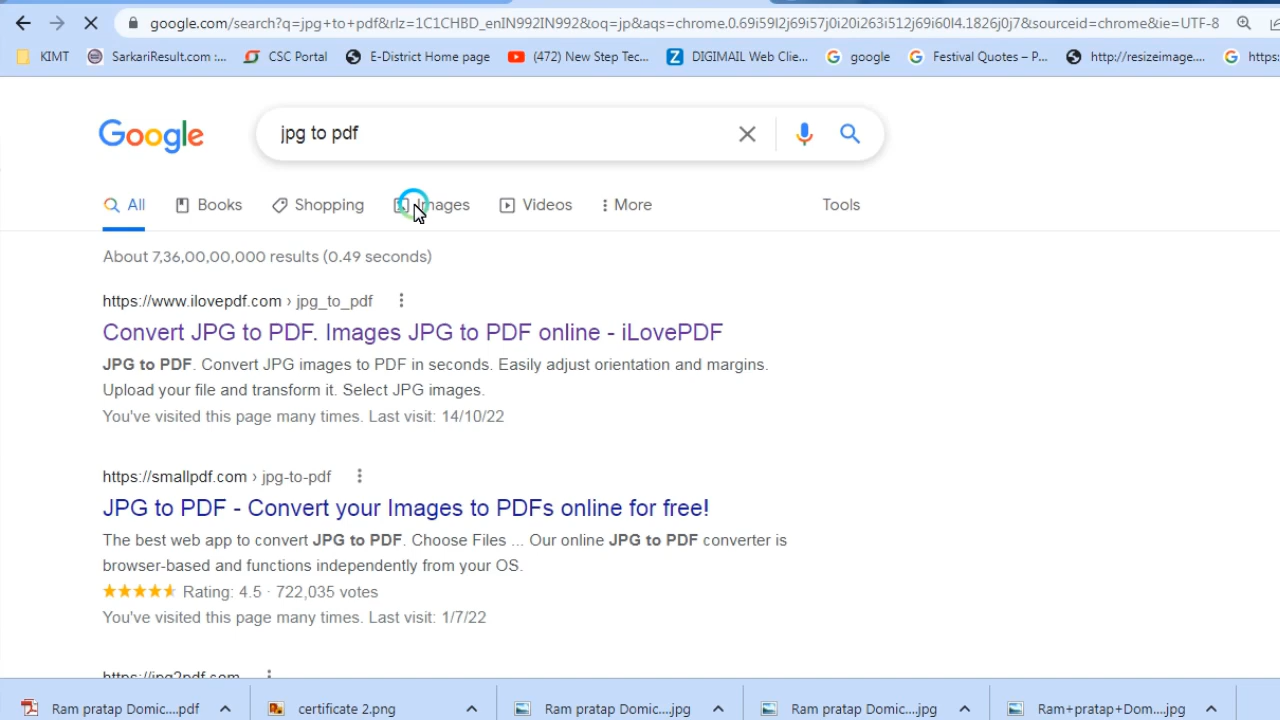 google.com/search?q=jpg+to+pdf&rlz=1C1CHBD_enIN992IN992&oq=jp&aqs=chrome.0.69i59l2j69i57j0i20i263i512j69i60l4.1826j0j7&sourceid=chrome&ie=UTF-8
KIMT SarkariResult.com :... CSC Portal E-District Home page (472) New Step Tec... DIGIMAIL Web Clie... google Festival Quotes – P... http://resizeimage.... https:
Google jpg to pdf
All Books Shopping Images Videos More Tools
About 7,36,00,00,000 results (0.49 seconds)
https://www.ilovepdf.com › jpg_to_pdf
Convert JPG to PDF. Images JPG to PDF online - iLovePDF
JPG to PDF. Convert JPG images to PDF in seconds. Easily adjust orientation and margins.
Upload your file and transform it. Select JPG images.
You've visited this page many times. Last visit: 14/10/22
https://smallpdf.com › jpg-to-pdf
JPG to PDF - Convert your Images to PDFs online for free!
The best web app to convert JPG to PDF. Choose Files ... Our online JPG to PDF converter is
browser-based and functions independently from your OS.
Rating: 4.5 · 722,035 votes
You've visited this page many times. Last visit: 1/7/22
https://jpg2pdf.com
Ram pratap Domic....pdf certificate 2.png Ram pratap Domic....jpg Ram pratap Domic....jpg Ram+pratap+Dom....jpg